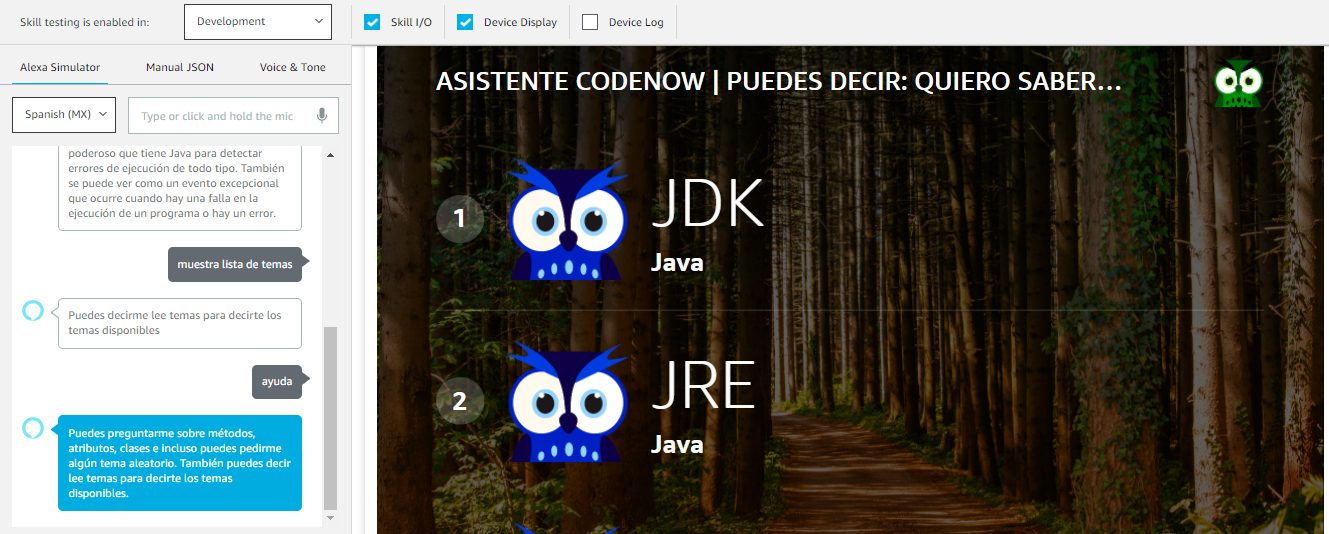 Skill testing is enabled in:
Development
Skill I/O
Device Display
Device Log
Alexa Simulator
Manual JSON
Voice & Tone
Spanish (MX)
Type or click and hold the mic
poderoso que tiene Java para detectar
errores de ejecución de todo tipo. También
se puede ver como un evento excepcional
que ocurre cuando hay una falla en la
ejecución de un programa o hay un error.
muestra lista de temas
Puedes decirme lee temas para decirte los
temas disponibles
ayuda
Puedes preguntarme sobre métodos,
atributos, clases e incluso puedes pedirme
algún tema aleatorio. También puedes decir
lee temas para decirte los temas
disponibles.
ASISTENTE CODENOW | PUEDES DECIR: QUIERO SABER...
1
JDK
Java
2
JRE
Java